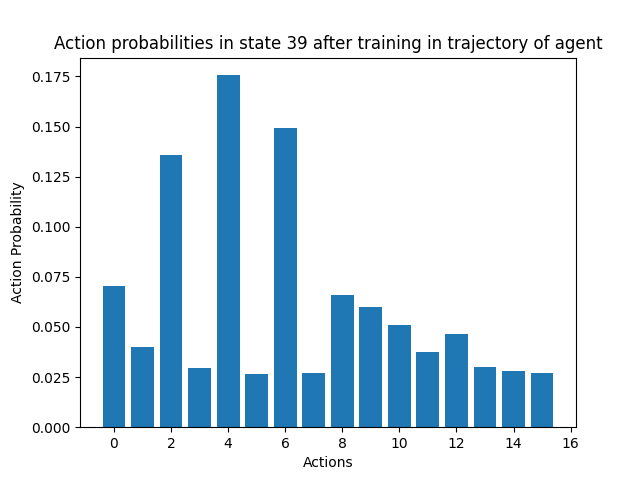 Action probabilities in state 39 after training in trajectory of agent
0.175
0.150
0.125
0.100
0.075
0.050
0.025
0.000
Action Probability
0 2 4 6 8 10 12 14 16
Actions